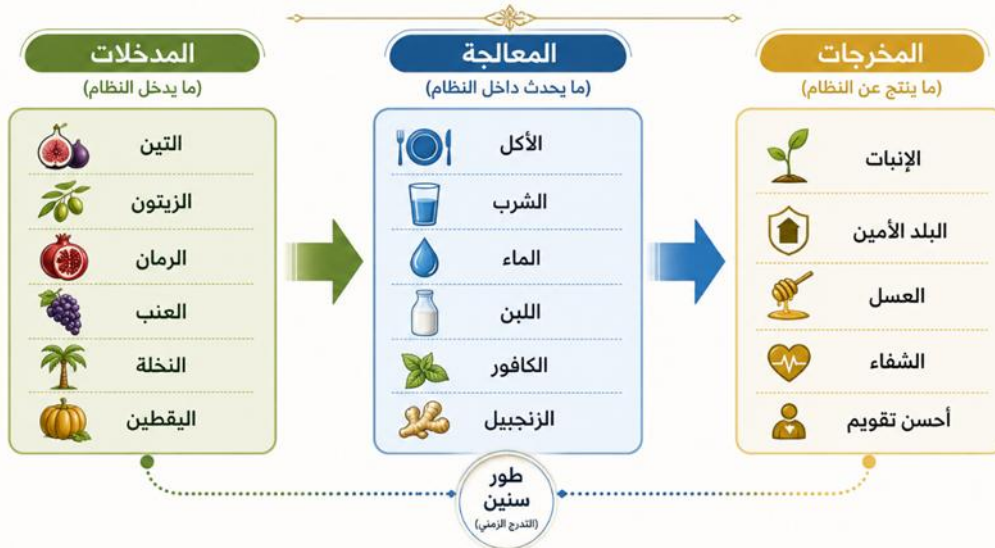 المدخلات
(ما يدخل النظام)
التين
الزيتون
الرمان
العنب
النخلة
اليقطين
المعالجة
(ما يحدث داخل النظام)
الأكل
الشرب
الماء
اللبن
الكافور
الزنجبيل
المخرجات
(ما ينتج عن النظام)
الإنبات
البلد الأمين
العسل
الشفاء
أحسن تقويم
طور
سنين
(التدرج الزمني)